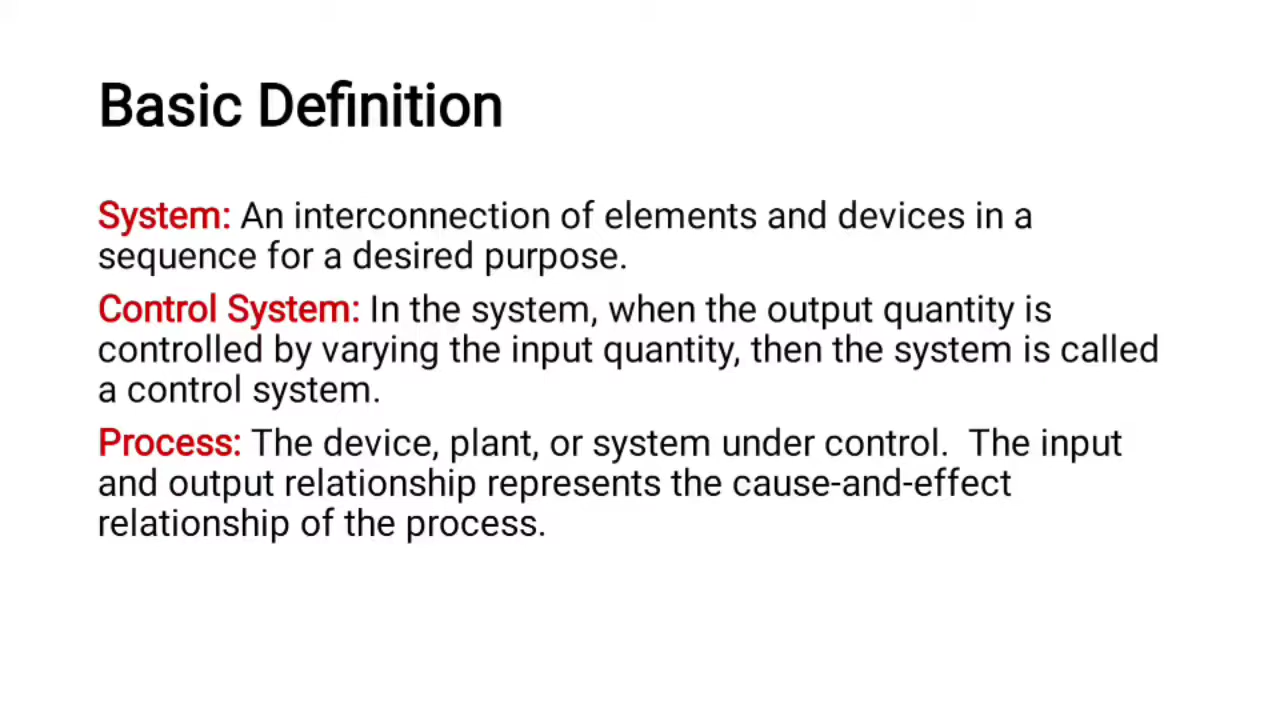 Basic Definition
System: An interconnection of elements and devices in a
sequence for a desired purpose.
Control System: In the system, when the output quantity is
controlled by varying the input quantity, then the system is called
a control system.
Process: The device, plant, or system under control.  The input
and output relationship represents the cause-and-effect
relationship of the process.